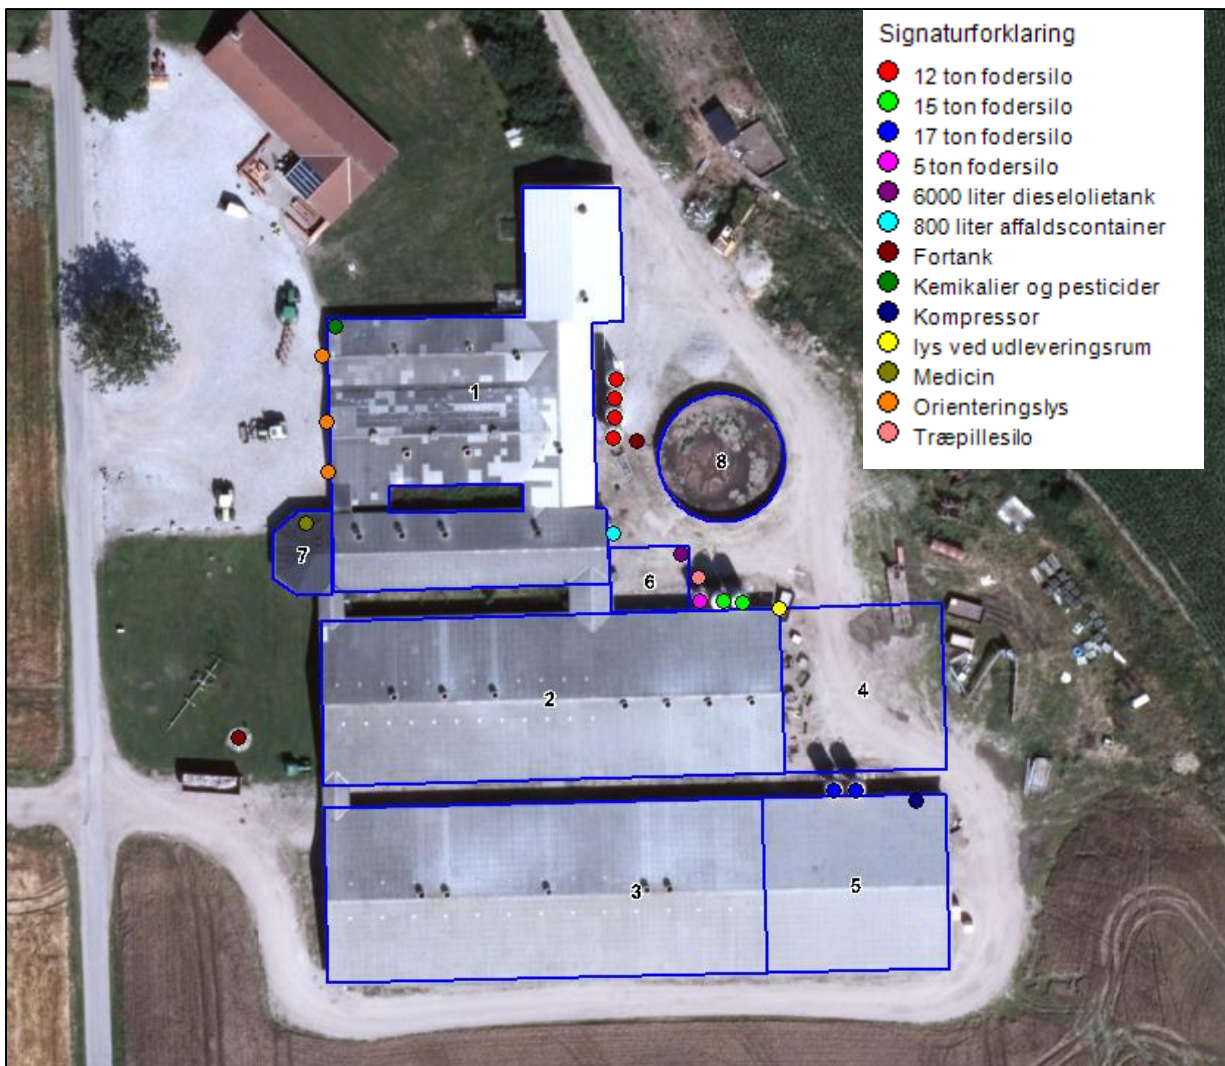 Signaturforklaring
12 ton fodersilo
15 ton fodersilo
17 ton fodersilo
5 ton fodersilo
6000 liter dieselolietank
800 liter affaldscontainer
Fortank
Kemikalier og pesticider
Kompressor
lys ved udleveringsrum
Medicin
Orienteringslys
Træpillesilo
1
8
7
6
2
4
3
5